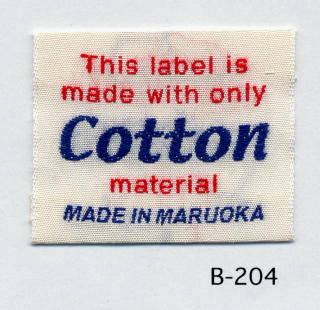 This label is
made with only
Cotton
material
MADE IN MARUOKA
B-204